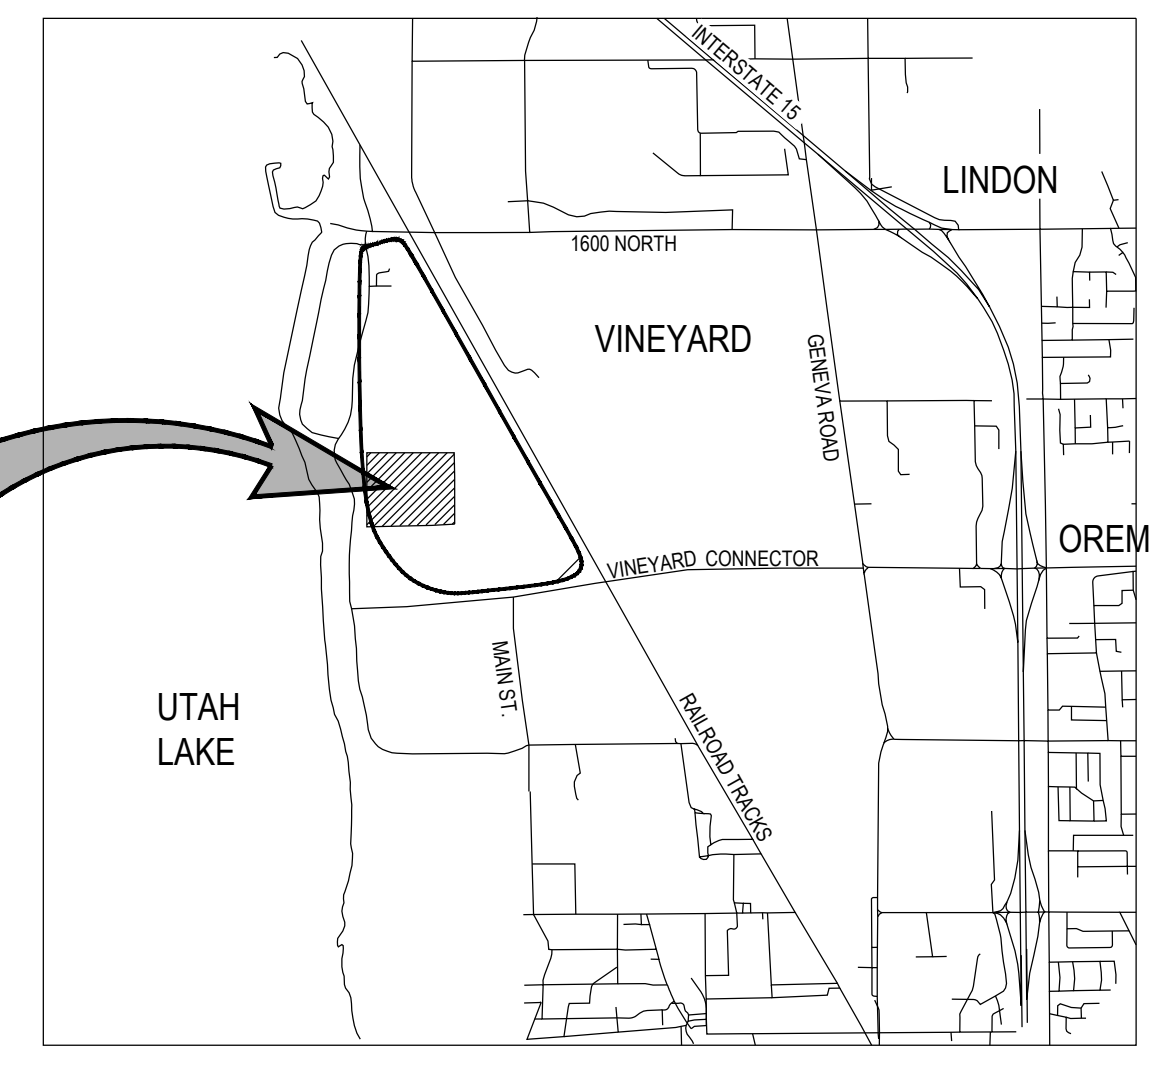 INTERSTATE 15
LINDON
1600 NORTH
VINEYARD
GENEVA ROAD
OREM
VINEYARD CONNECTOR
MAIN ST.
UTAH
LAKE
RAILROAD TRACKS